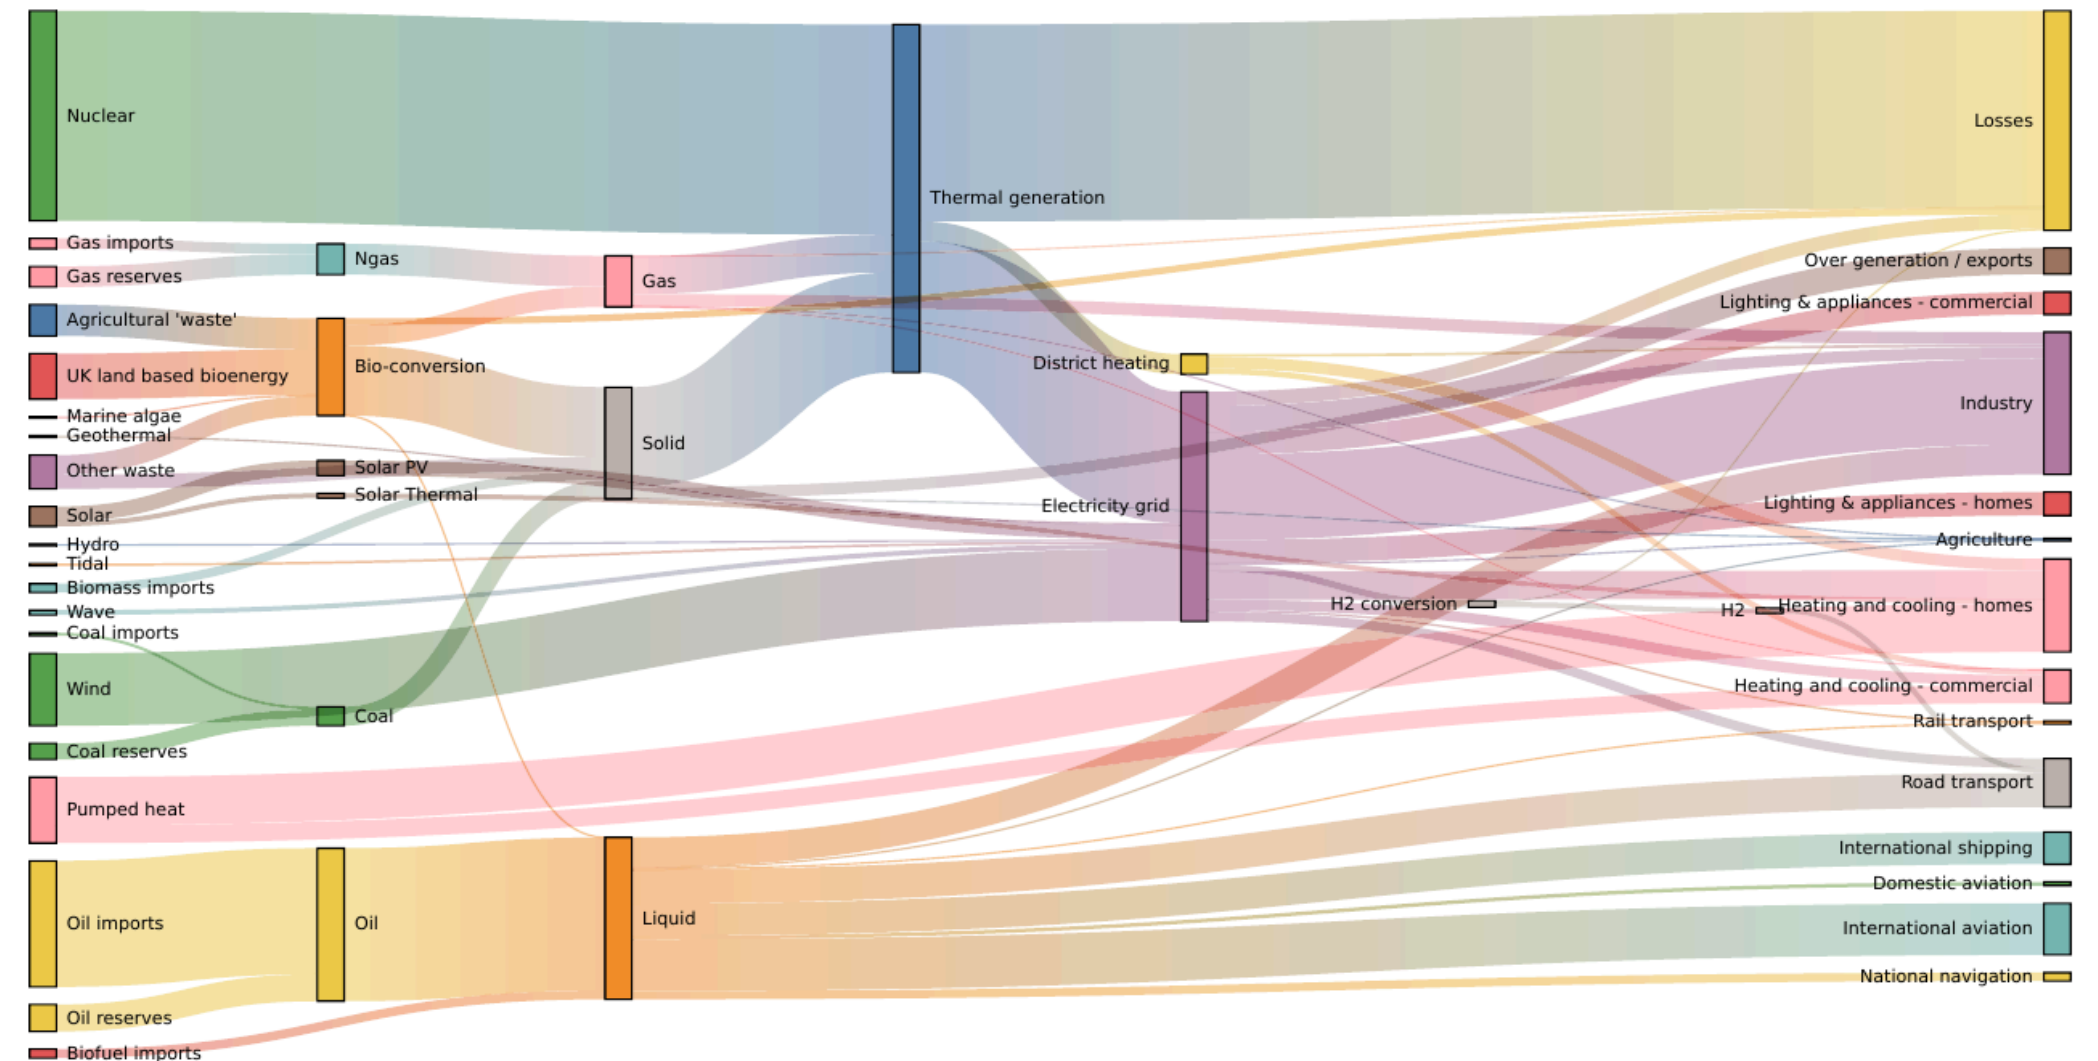 Nuclear
Gas imports
Gas reserves
Agricultural 'waste'
UK land based bioenergy
Marine algae
Geothermal
Other waste
Solar
Hydro
Tidal
Biomass imports
Wave
Coal imports
Wind
Coal reserves
Pumped heat
Oil imports
Oil reserves
Biofuel imports
Ngas
Bio-conversion
Solar PV
Solar Thermal
Coal
Oil
Gas
Solid
Liquid
Thermal generation
District heating
Electricity grid
H2 conversion
H2
Losses
Over generation / exports
Lighting & appliances - commercial
Industry
Lighting & appliances - homes
Agriculture
Heating and cooling - homes
Heating and cooling - commercial
Rail transport
Road transport
International shipping
Domestic aviation
International aviation
National navigation